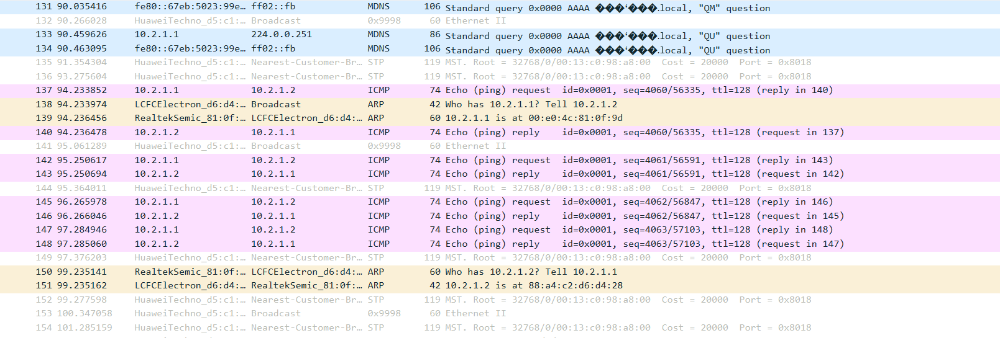 131 90.035416 fe80::67eb:5023:99e… ff02::fb MDNS 106 Standard query 0x0000 AAAA ���‘���.local, "QM" question
132 90.266028 HuaweiTechno_d5:c1:… Broadcast 0x9998 60 Ethernet II
133 90.459626 10.2.1.1 224.0.0.251 MDNS 86 Standard query 0x0000 AAAA ���‘���.local, "QU" question
134 90.463095 fe80::67eb:5023:99e… ff02::fb MDNS 106 Standard query 0x0000 AAAA ���‘���.local, "QU" question
135 91.354304 HuaweiTechno_d5:c1:… Nearest-Customer-Br… STP 119 MST. Root = 32768/0/00:13:c0:98:a8:00 Cost = 20000 Port = 0x8018
136 93.275604 HuaweiTechno_d5:c1:… Nearest-Customer-Br… STP 119 MST. Root = 32768/0/00:13:c0:98:a8:00 Cost = 20000 Port = 0x8018
137 94.233852 10.2.1.1 10.2.1.2 ICMP 74 Echo (ping) request id=0x0001, seq=4060/56335, ttl=128 (reply in 140)
138 94.233974 LCFCElectron_d6:d4:… Broadcast ARP 42 Who has 10.2.1.1? Tell 10.2.1.2
139 94.236456 RealtekSemic_81:0f:… LCFCElectron_d6:d4:… ARP 60 10.2.1.1 is at 00:e0:4c:81:0f:9d
140 94.236478 10.2.1.2 10.2.1.1 ICMP 74 Echo (ping) reply id=0x0001, seq=4060/56335, ttl=128 (request in 137)
141 95.061289 HuaweiTechno_d5:c1:… Broadcast 0x9998 60 Ethernet II
142 95.250617 10.2.1.1 10.2.1.2 ICMP 74 Echo (ping) request id=0x0001, seq=4061/56591, ttl=128 (reply in 143)
143 95.250694 10.2.1.2 10.2.1.1 ICMP 74 Echo (ping) reply id=0x0001, seq=4061/56591, ttl=128 (request in 142)
144 95.364011 HuaweiTechno_d5:c1:… Nearest-Customer-Br… STP 119 MST. Root = 32768/0/00:13:c0:98:a8:00 Cost = 20000 Port = 0x8018
145 96.265978 10.2.1.1 10.2.1.2 ICMP 74 Echo (ping) request id=0x0001, seq=4062/56847, ttl=128 (reply in 146)
146 96.266046 10.2.1.2 10.2.1.1 ICMP 74 Echo (ping) reply id=0x0001, seq=4062/56847, ttl=128 (request in 145)
147 97.284946 10.2.1.1 10.2.1.2 ICMP 74 Echo (ping) request id=0x0001, seq=4063/57103, ttl=128 (reply in 148)
148 97.285060 10.2.1.2 10.2.1.1 ICMP 74 Echo (ping) reply id=0x0001, seq=4063/57103, ttl=128 (request in 147)
149 97.376203 HuaweiTechno_d5:c1:… Nearest-Customer-Br… STP 119 MST. Root = 32768/0/00:13:c0:98:a8:00 Cost = 20000 Port = 0x8018
150 99.235141 RealtekSemic_81:0f:… LCFCElectron_d6:d4:… ARP 60 Who has 10.2.1.2? Tell 10.2.1.1
151 99.235162 LCFCElectron_d6:d4:… RealtekSemic_81:0f:… ARP 42 10.2.1.2 is at 88:a4:c2:d6:d4:28
152 99.277598 HuaweiTechno_d5:c1:… Nearest-Customer-Br… STP 119 MST. Root = 32768/0/00:13:c0:98:a8:00 Cost = 20000 Port = 0x8018
153 100.347058 HuaweiTechno_d5:c1:… Broadcast 0x9998 60 Ethernet II
154 101.285159 HuaweiTechno_d5:c1:… Nearest-Customer-Br… STP 119 MST. Root = 32768/0/00:13:c0:98:a8:00 Cost = 20000 Port = 0x8018